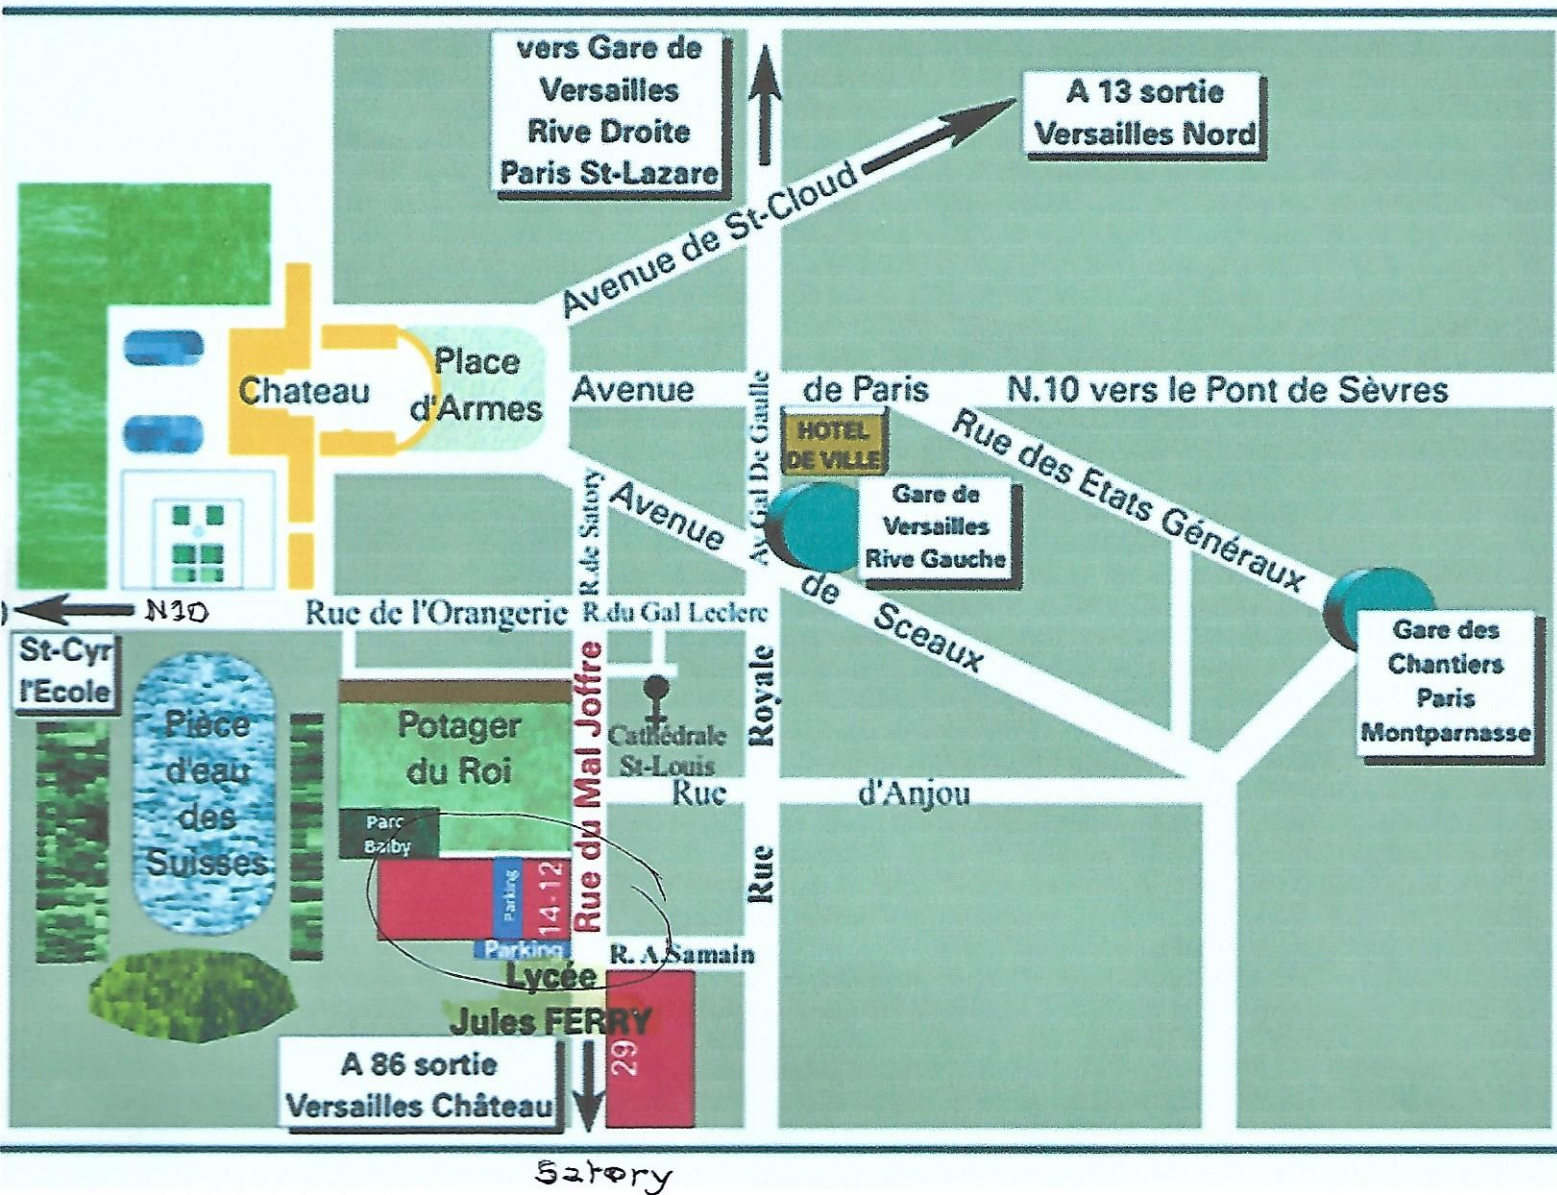 vers Gare de
Versailles
Rive Droite
Paris St-Lazare
A 13 sortie
Versailles Nord
Avenue de St-Cloud
Chateau
Place
d'Armes
Avenue de Paris
N.10 vers le Pont de Sèvres
Av Gal De Gaulle
HOTEL
DE VILLE
Rue des Etats Généraux
Gare de
Versailles
Rive Gauche
R.de Satory
Avenue de Sceaux
N10
Rue de l'Orangerie
R.du Gal Leclerc
St-Cyr
l'Ecole
Gare des
Chantiers
Paris
Montparnasse
Pièce
d'eau
des
Suisses
Potager
du Roi
Rue du Mal Joffre
Cathédrale
St-Louis
Rue Royale
Rue d'Anjou
Parc
Balby
Parking
14-12
Parking
R. A.Samain
Lycée
Jules FERRY
29
A 86 sortie
Versailles Château
Satory